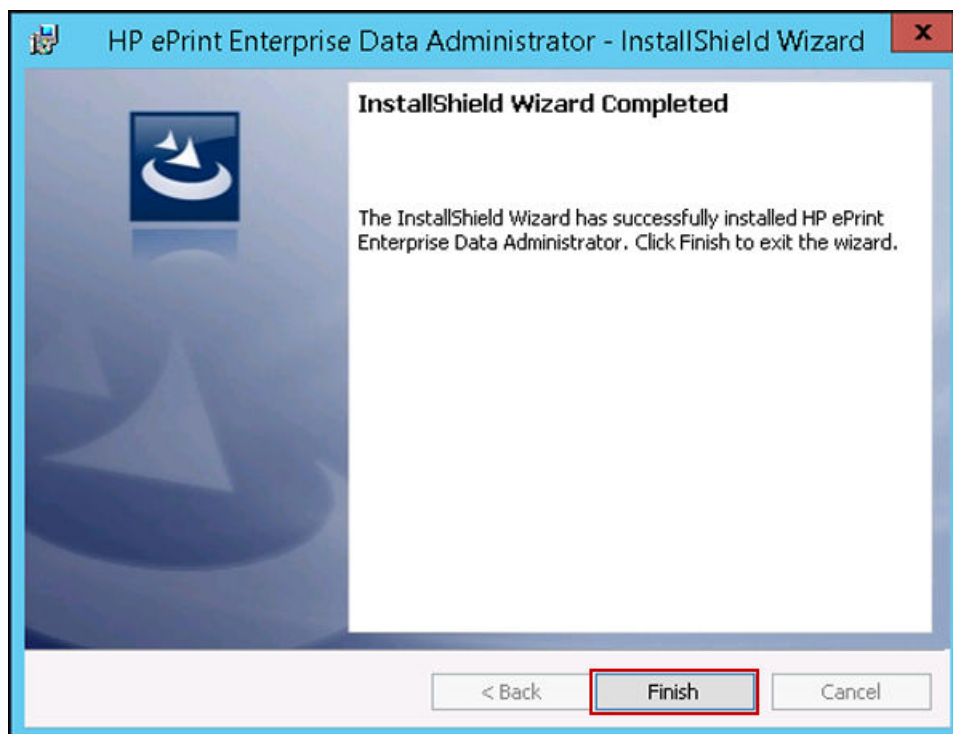 HP ePrint Enterprise Data Administrator - InstallShield Wizard
x
InstallShield Wizard Completed
The InstallShield Wizard has successfully installed HP ePrint
Enterprise Data Administrator. Click Finish to exit the wizard.
< Back Finish Cancel